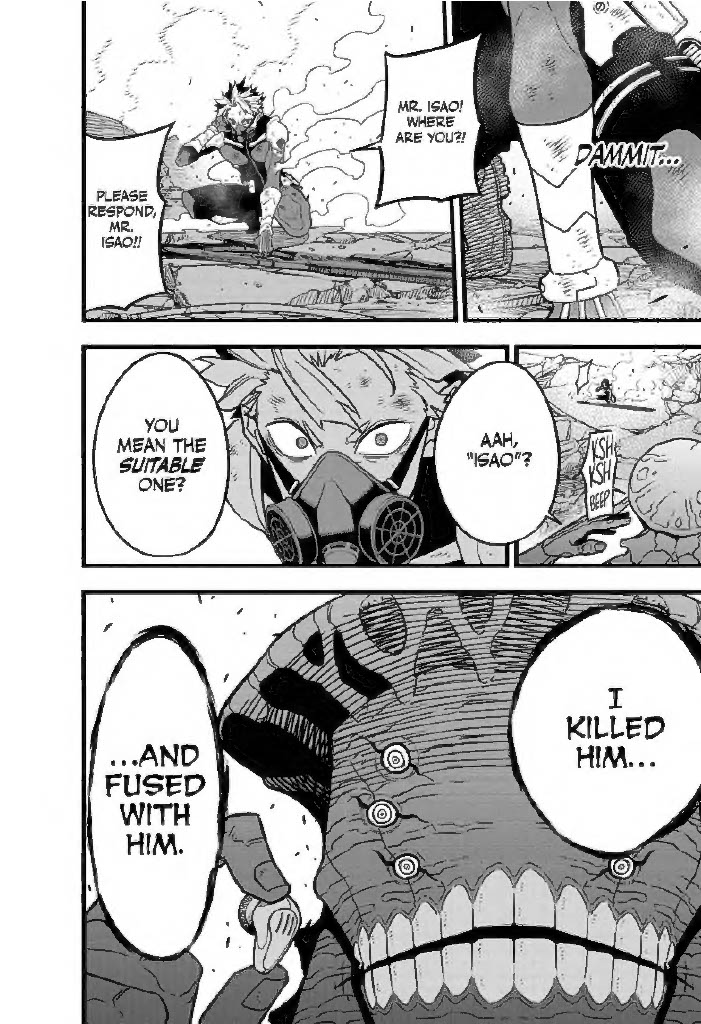 DAMMIT...
MR. ISAO!
WHERE
ARE YOU?!
PLEASE
RESPOND,
MR.
ISAO!!
KSH
KSH
BEEP
AAH,
"ISAO"?
YOU
MEAN THE
SUITABLE
ONE?
I
KILLED
HIM...
...AND
FUSED
WITH
HIM.